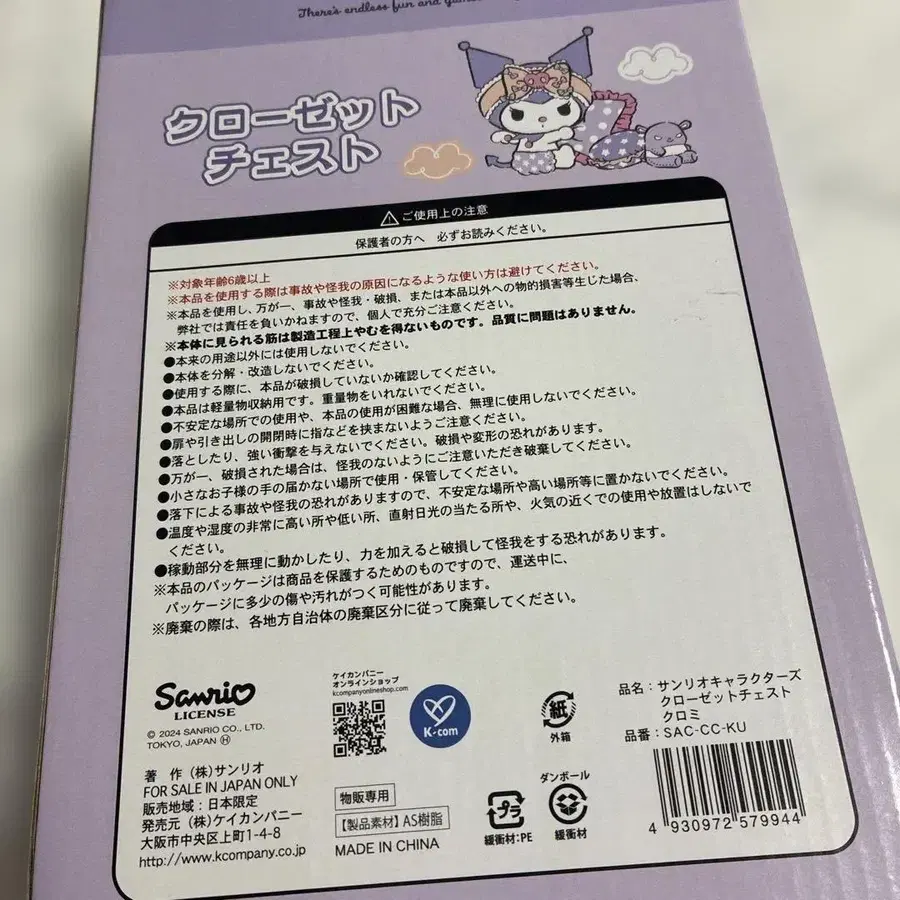 There's endless fun and
クローゼット
チェスト
ご使用上の注意
保護者の方へ 必ずお読みください。
※対象年齢6歳以上
※本品を使用する際は事故や怪我の原因になるような使い方は避けてください。
※本品を使用し、万が一、事故や怪我・破損、または本品以外への物的損害等生じた場合、
弊社では責任を負いかねますので、個人で充分ご注意ください。
※本体に見られる筋は製造工程上やむを得ないものです。品質に問題はありません。
●本来の用途以外には使用しないでください。
●本体を分解・改造しないでください。
●使用する際に、本品が破損していないか確認してください。
●本品は軽量物収納用です。重量物をいれないでください。
●不安定な場所での使用や、本品の使用が困難な場合、無理に使用しないでください。
●扉や引き出しの開閉時に指などを挟まないようご注意ください。
●落としたり、強い衝撃を与えないでください。破損や変形の恐れがあります。
●万が一、破損された場合は、怪我のないようにご注意いただき破棄してください。
●小さなお子様の手の届かない場所で使用・保管してください。
●落下による事故や怪我の恐れがありますので、不安定な場所や高い場所等に置かないでください。
●温度や湿度の非常に高い所や低い所、直射日光の当たる所や、火気の近くでの使用や放置はしないで
ください。
●稼動部分を無理に動かしたり、力を加えると破損して怪我をする恐れがあります。
※本品のパッケージは商品を保護するためのものですので、運送中に、
パッケージに多少の傷や汚れがつく可能性があります。
※廃棄の際は、各地方自治体の廃棄区分に従って廃棄してください。
Sanrio
LICENSE
© 2024 SANRIO CO., LTD.
TOKYO, JAPAN Ⓗ
著 作 (株)サンリオ
FOR SALE IN JAPAN ONLY
販売地域：日本限定
発売元 (株)ケイカンパニー
大阪市中央区上町1-4-8
http://www.kcompany.co.jp
ケイカンパニー
オンラインショップ
kcompanyonlineshop.com
K-com
物販専用
【製品素材】AS樹脂
MADE IN CHINA
紙
外箱
プラ
緩衝材:PE
ダンボール
緩衝材
品名：サンリオキャラクターズ
クローゼットチェスト
クロミ
品番：SAC-CC-KU
4 930972 579944